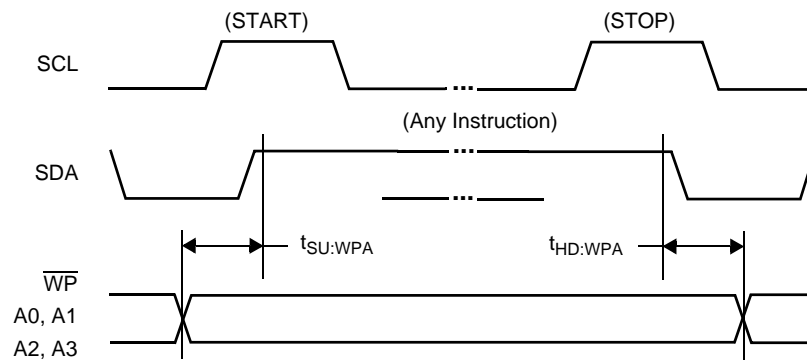 (START) (STOP)
SCL
...
(Any Instruction)
SDA
...
...
tSU:WPA tHD:WPA
WP
A0, A1
A2, A3